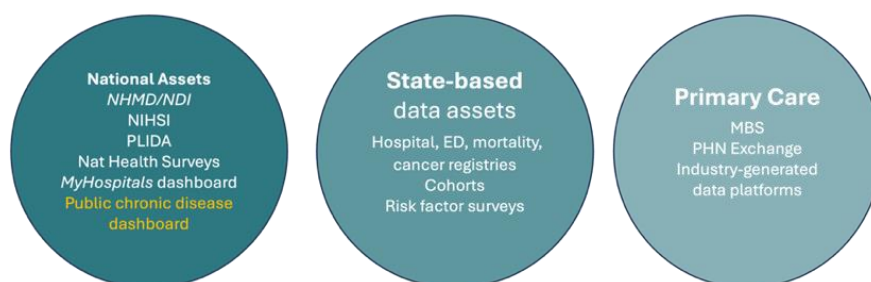 National Assets
NHMD/NDI
NIHSI
PLIDA
Nat Health Surveys
MyHospitals dashboard
Public chronic disease
dashboard
State-based
data assets
Hospital, ED, mortality,
cancer registries
Cohorts
Risk factor surveys
Primary Care
MBS
PHN Exchange
Industry-generated
data platforms